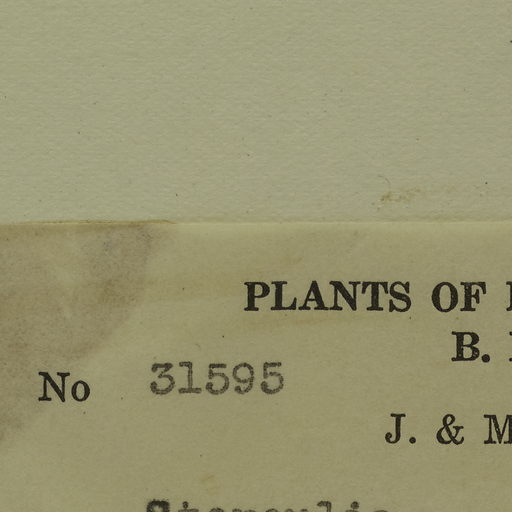 PLANTS OF
B.
No 31595
J. & M